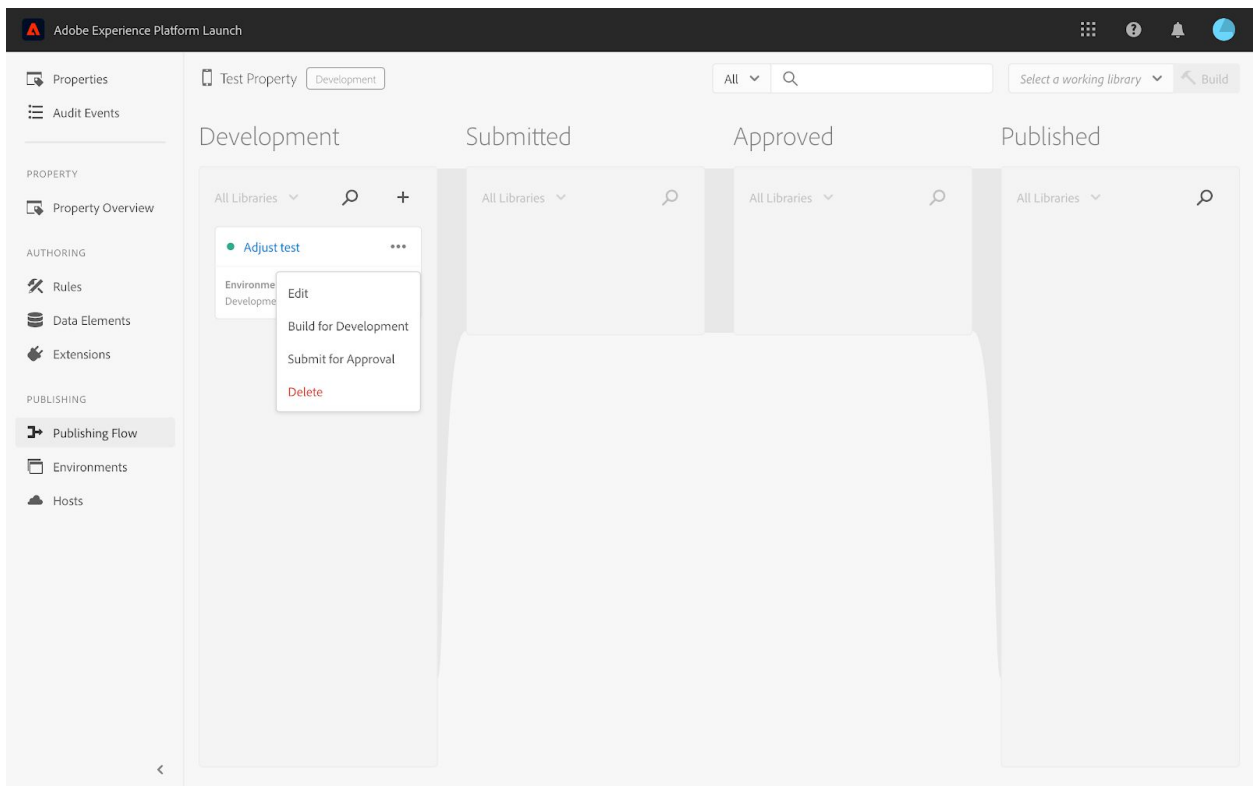 Adobe Experience Platform Launch
Properties
Audit Events
PROPERTY
Property Overview
AUTHORING
Rules
Data Elements
Extensions
PUBLISHING
Publishing Flow
Environments
Hosts
Test Property Development
All
Select a working library
Build
Development
Submitted
Approved
Published
All Libraries
All Libraries
All Libraries
All Libraries
Adjust test
Environme
Developme
Edit
Build for Development
Submit for Approval
Delete